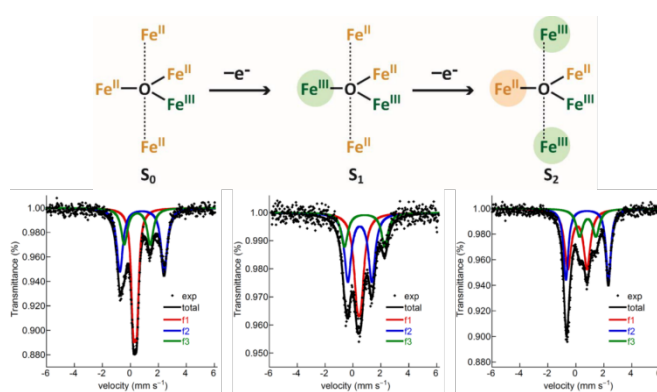 Fe^II Fe^II Fe^III
Fe^II Fe^II –e⁻ Fe^II –e⁻ Fe^II
Fe^II O Fe^III O Fe^II O
Fe^III Fe^III Fe^III
Fe^II Fe^II Fe^III
S₀ S₁ S₂
Transmittance (%)
1.00
0.980
0.960
0.940
0.920
0.900
0.880
exp
total
f1
f2
f3
-6 -4 -2 0 2 4 6
velocity (mm s⁻¹)
Transmittance (%)
1.00
0.990
0.980
0.970
0.960
0.950
exp
total
f1
f2
f3
-6 -4 -2 0 2 4 6
velocity (mm s⁻¹)
Transmittance (%)
1.000
0.980
0.960
0.940
0.920
0.900
0.880
exp
total
f1
f2
f3
-6 -4 -2 0 2 4 6
velocity (mm s⁻¹)